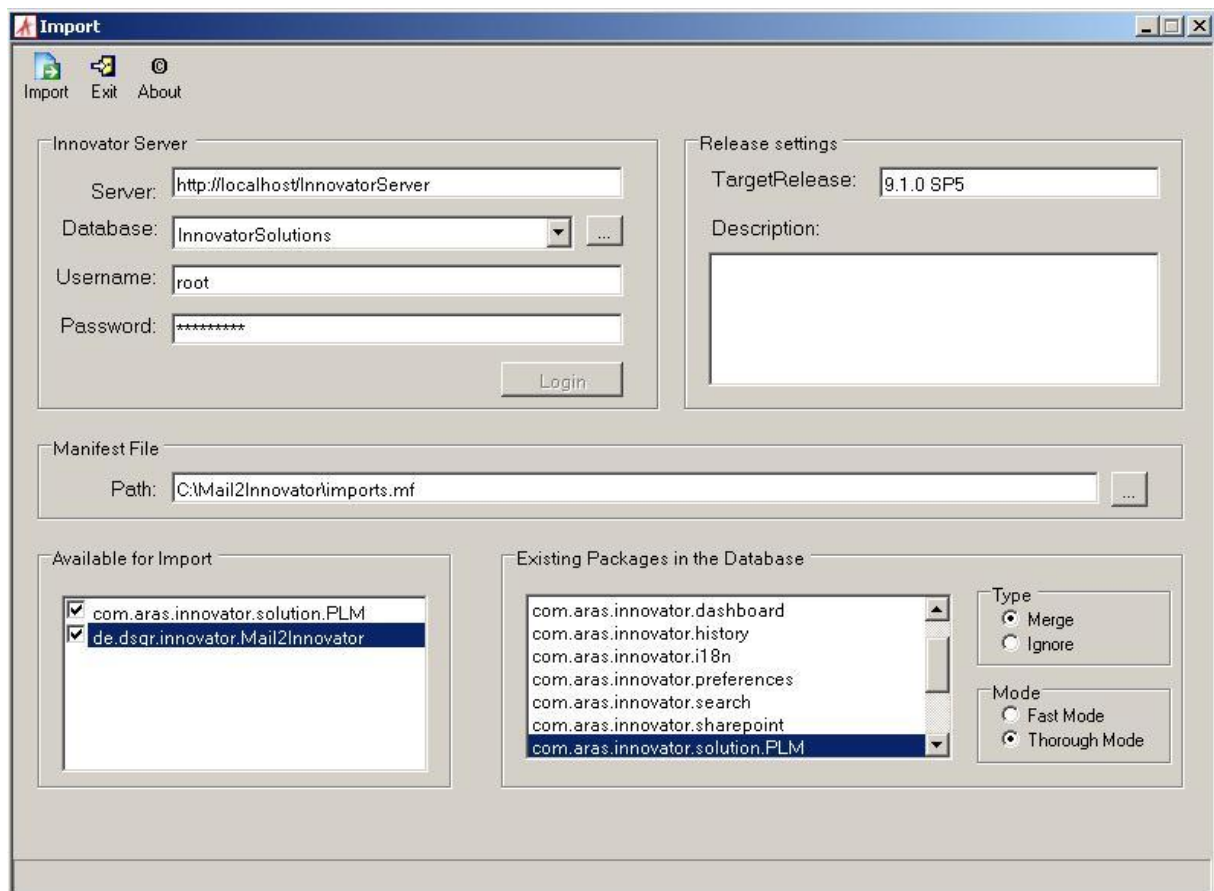 Import
Import Exit About
Innovator Server
Server: http://localhost/InnovatorServer
Database: InnovatorSolutions ...
Username: root
Password: *********
Login
Release settings
TargetRelease: 9.1.0 SP5
Description:
Manifest File
Path: C:\Mail2Innovator\imports.mf ...
Available for Import
com.aras.innovator.solution.PLM
de.dsqr.innovator.Mail2Innovator
Existing Packages in the Database
com.aras.innovator.dashboard
com.aras.innovator.history
com.aras.innovator.i18n
com.aras.innovator.preferences
com.aras.innovator.search
com.aras.innovator.sharepoint
com.aras.innovator.solution.PLM
Type
Merge
Ignore
Mode
Fast Mode
Thorough Mode